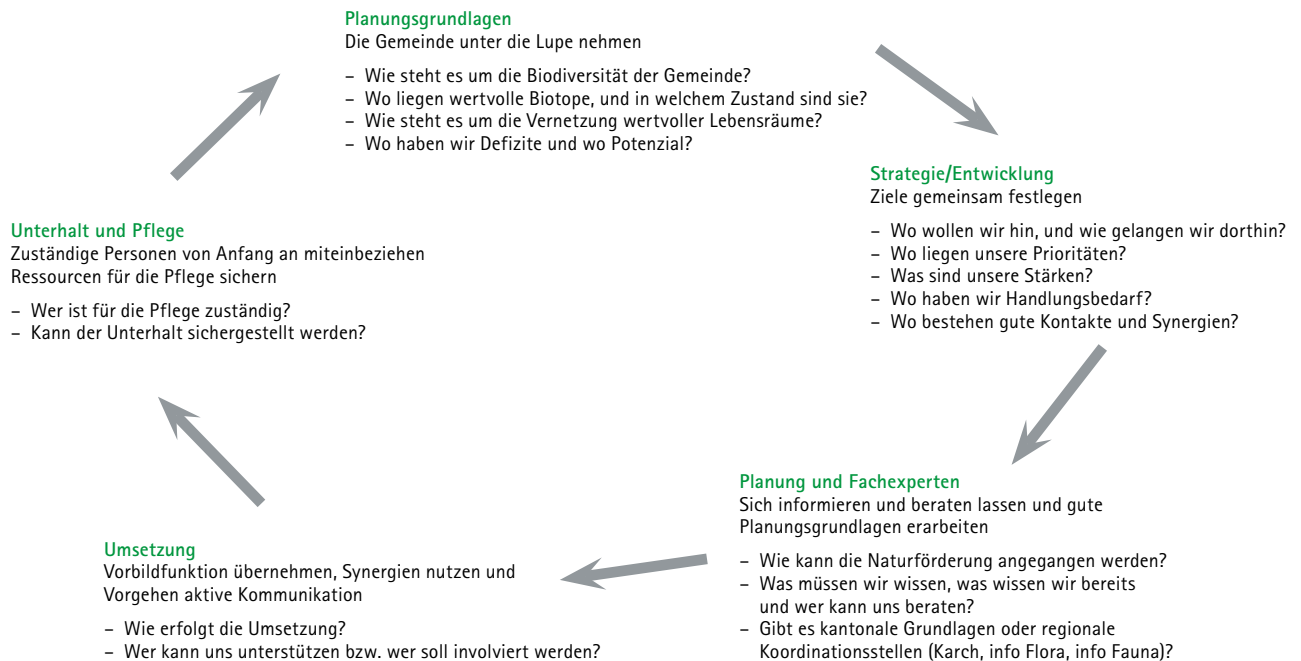 Planungsgrundlagen
Die Gemeinde unter die Lupe nehmen
– Wie steht es um die Biodiversität der Gemeinde?
– Wo liegen wertvolle Biotope, und in welchem Zustand sind sie?
– Wie steht es um die Vernetzung wertvoller Lebensräume?
– Wo haben wir Defizite und wo Potenzial?
Strategie/Entwicklung
Ziele gemeinsam festlegen
– Wo wollen wir hin, und wie gelangen wir dorthin?
– Wo liegen unsere Prioritäten?
– Was sind unsere Stärken?
– Wo haben wir Handlungsbedarf?
– Wo bestehen gute Kontakte und Synergien?
Planung und Fachexperten
Sich informieren und beraten lassen und gute
Planungsgrundlagen erarbeiten
– Wie kann die Naturförderung angegangen werden?
– Was müssen wir wissen, was wissen wir bereits
und wer kann uns beraten?
– Gibt es kantonale Grundlagen oder regionale
Koordinationsstellen (Karch, info Flora, info Fauna)?
Umsetzung
Vorbildfunktion übernehmen, Synergien nutzen und
Vorgehen aktive Kommunikation
– Wie erfolgt die Umsetzung?
– Wer kann uns unterstützen bzw. wer soll involviert werden?
Unterhalt und Pflege
Zuständige Personen von Anfang an miteinbeziehen
Ressourcen für die Pflege sichern
– Wer ist für die Pflege zuständig?
– Kann der Unterhalt sichergestellt werden?